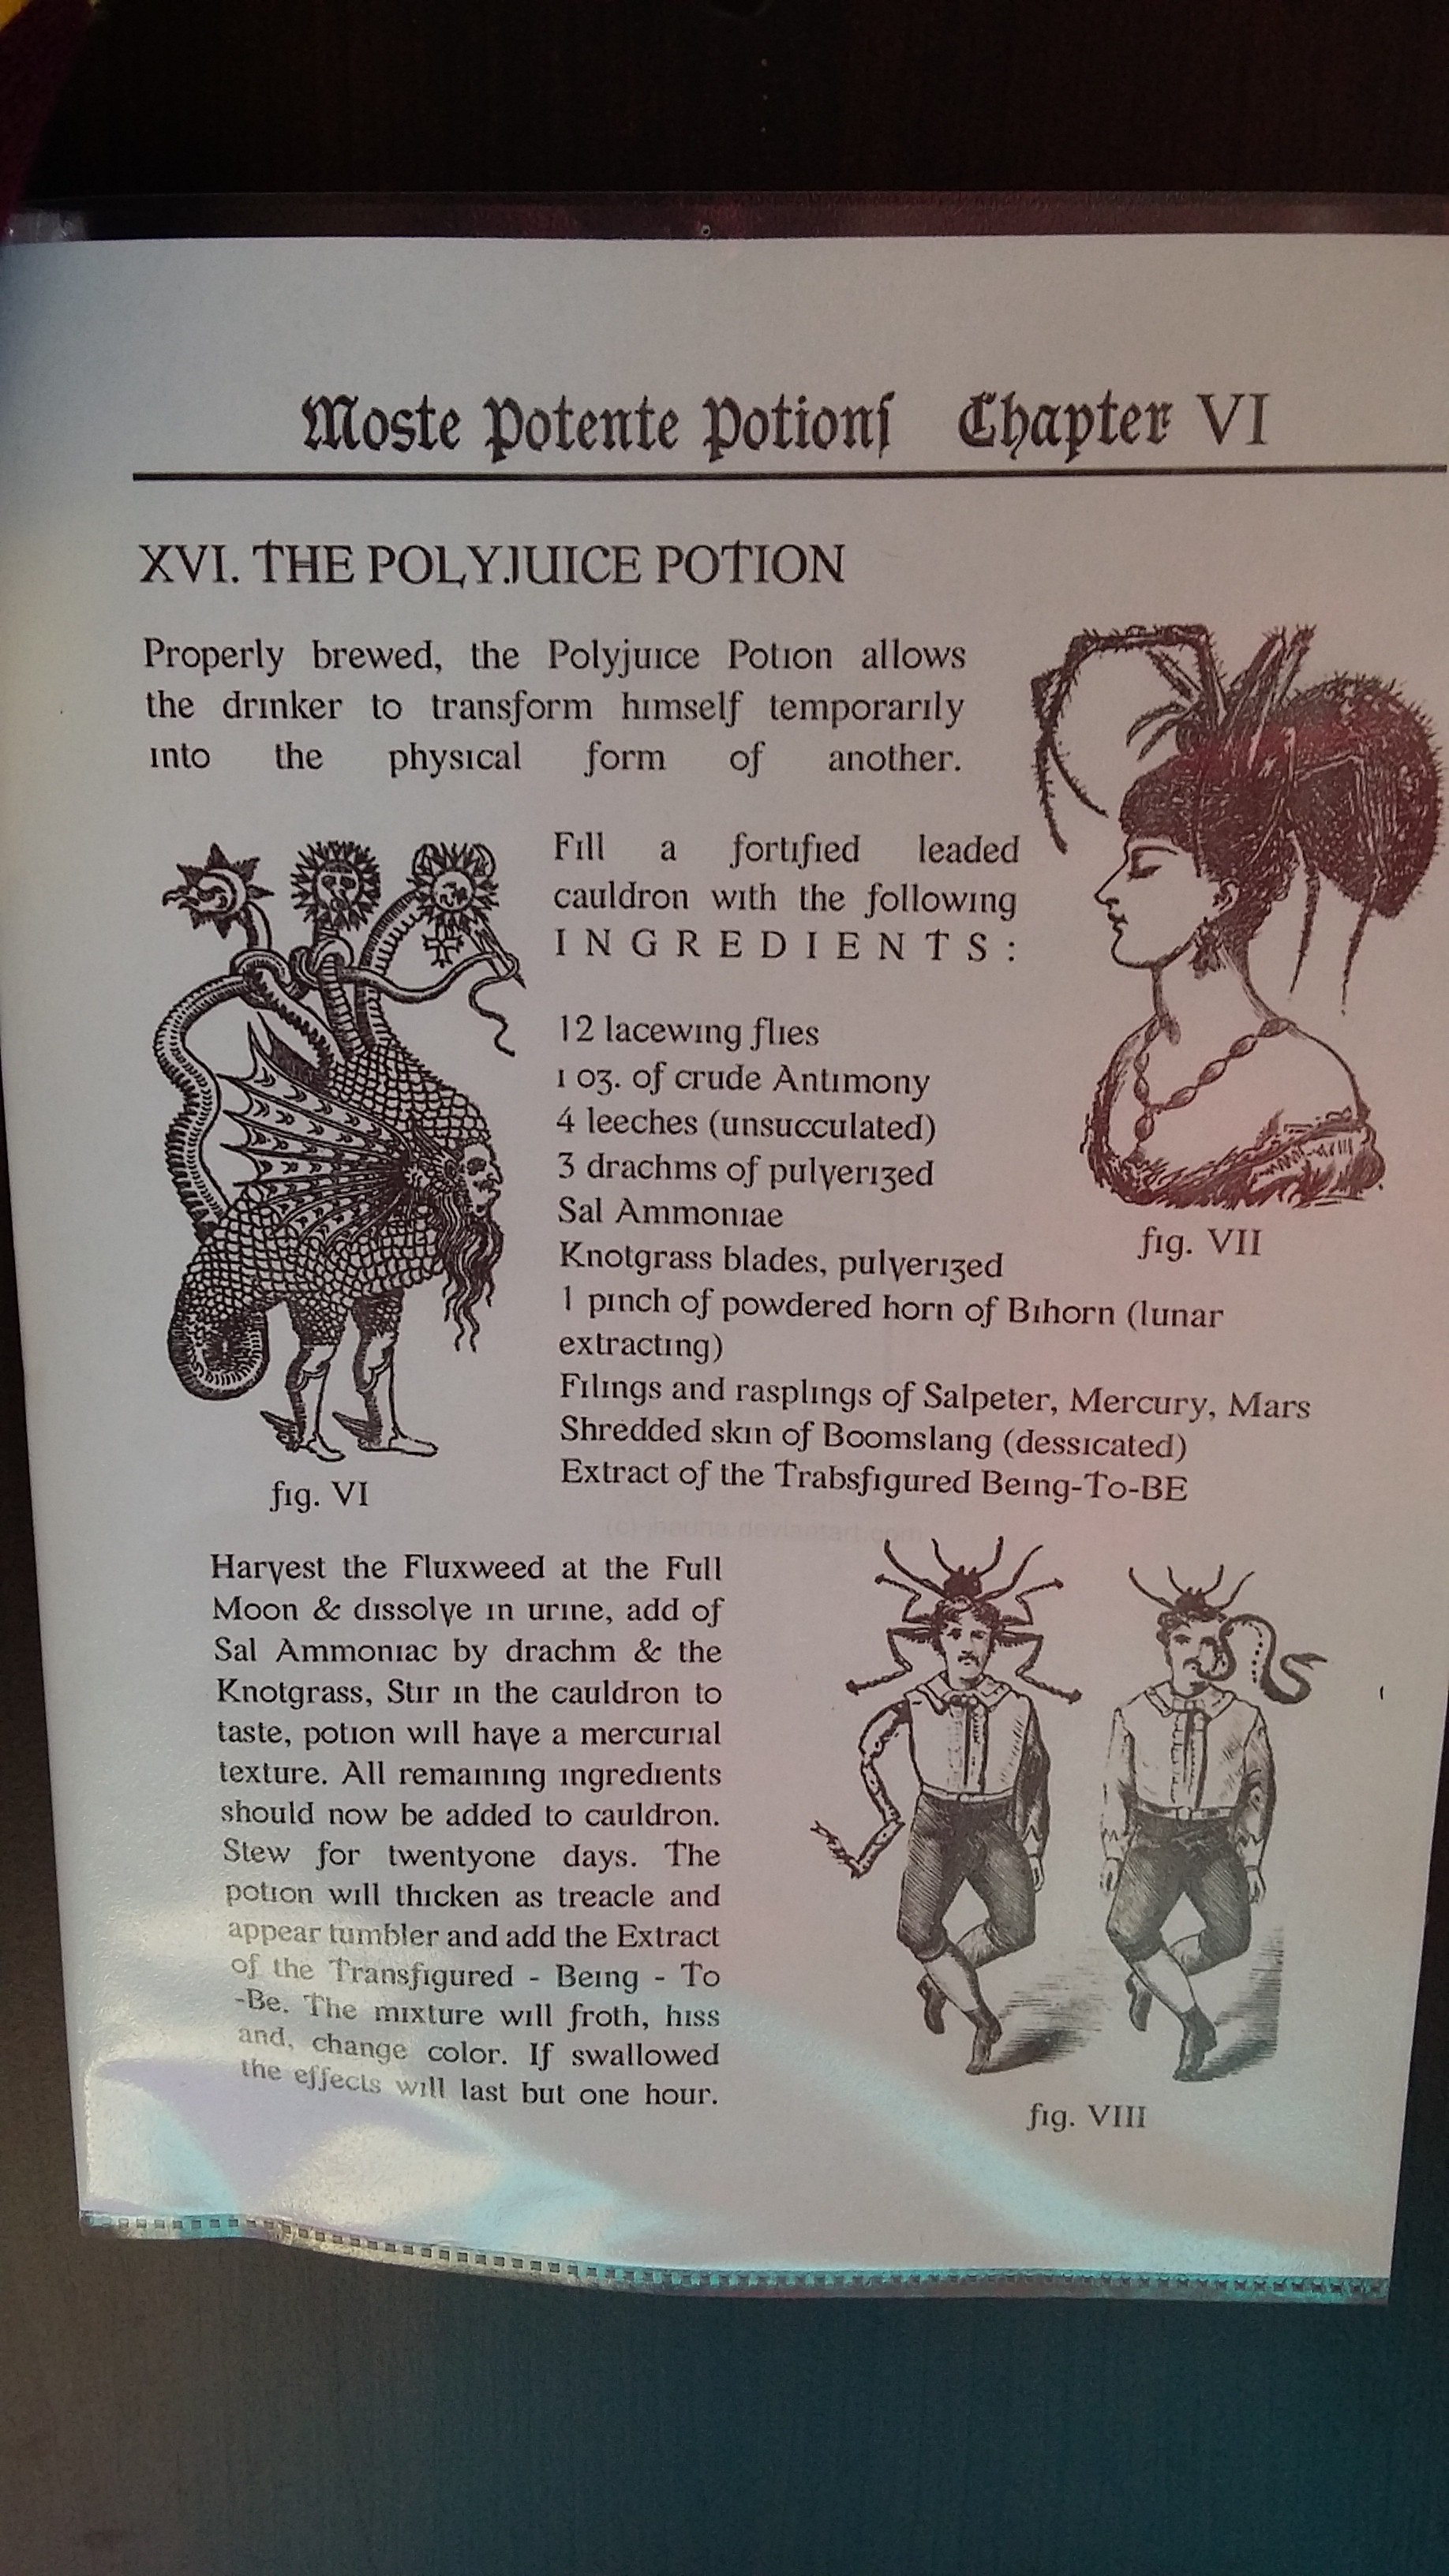 Moste Potente Potionſ Chapter VI
XVI. THE POLYJUICE POTION
Properly brewed, the Polyjuice Potion allows
the drinker to transform himself temporarily
into the physical form of another.
Fill a fortified leaded
cauldron with the following
INGREDIENTS:
12 lacewing flies
1 oz. of crude Antimony
4 leeches (unsucculated)
3 drachms of pulverized
Sal Ammoniae
Knotgrass blades, pulverized
1 pinch of powdered horn of Bihorn (lunar
extracting)
Filings and rasplings of Salpeter, Mercury, Mars
Shredded skin of Boomslang (dessicated)
Extract of the Trabsfigured Being-To-BE
fig. VII
fig. VI
Harvest the Fluxweed at the Full
Moon & dissolve in urine, add of
Sal Ammoniac by drachm & the
Knotgrass, Stir in the cauldron to
taste, potion will have a mercurial
texture. All remaining ingredients
should now be added to cauldron.
Stew for twentyone days. The
potion will thicken as treacle and
appear tumbler and add the Extract
of the Transfigured - Being - To
-Be. The mixture will froth, hiss
and, change color. If swallowed
the effects will last but one hour.
fig. VIII